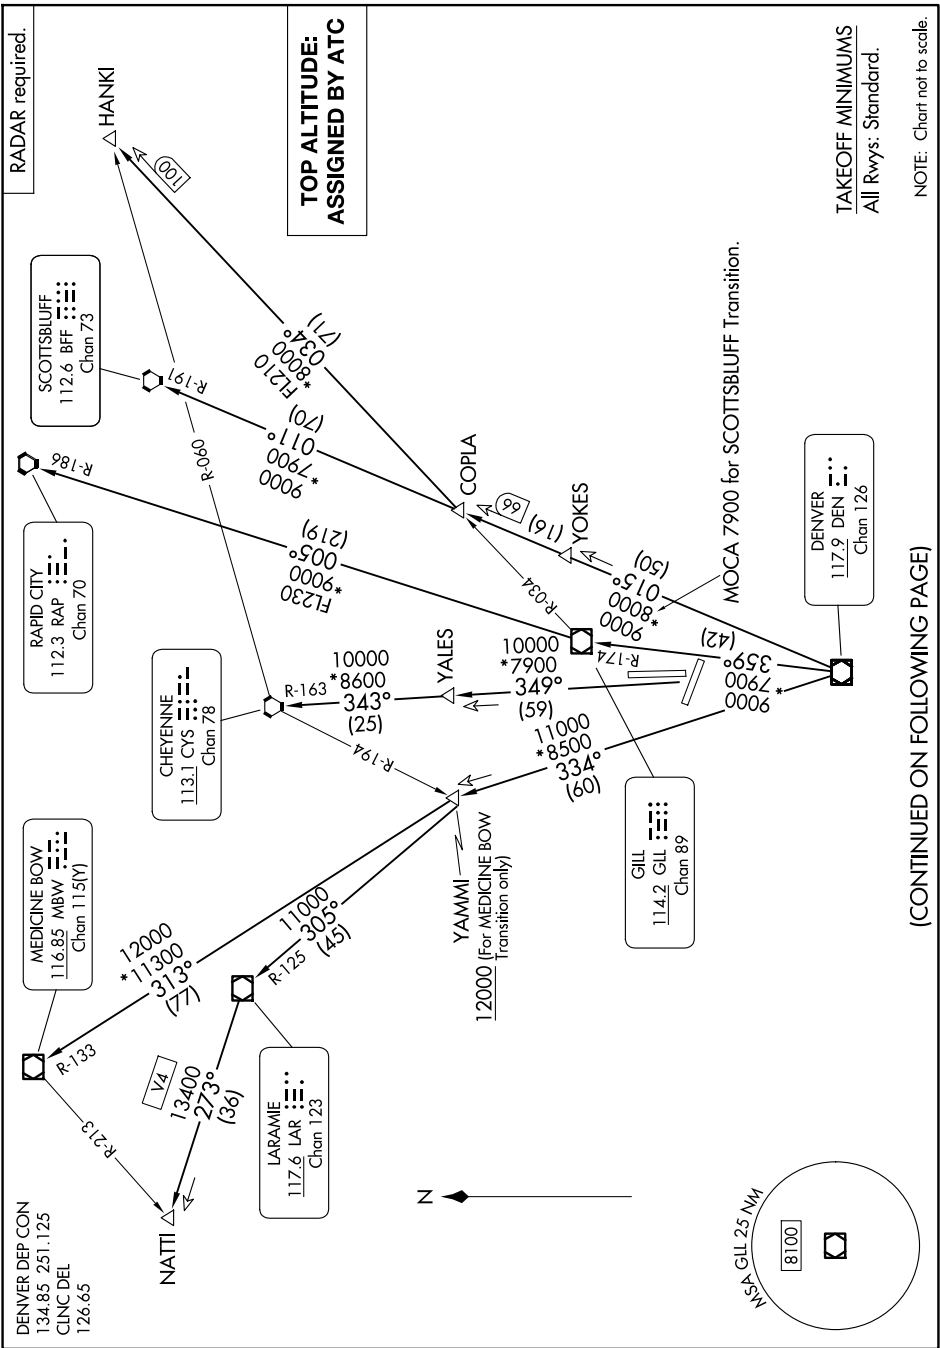 DENVER DEP CON
134.85 251.125
CLNC DEL
126.65
RADAR required.
TOP ALTITUDE:
ASSIGNED BY ATC
MEDICINE BOW
116.85 MBW
Chan 115(Y)
CHEYENNE
113.1 CYS
Chan 78
RAPID CITY
112.3 RAP
Chan 70
SCOTTSBLUFF
112.6 BFF
Chan 73
HANKI
100
R-186
R-191
R-060
R-133
R-213
NATTI
V4
13400
273°
(36)
12000
*11300
313°
(77)
LARAMIE
117.6 LAR
Chan 123
R-125
11000
305°
(45)
R-194
R-163
10000
*8600
343°
(25)
YALES
FL230
*9000
005°
(219)
9000
*7900
011°
(70)
FL210
*8000
034°
(71)
COPLA
66
(16)
YOKES
R-034
YAMMI
12000 (For MEDICINE BOW
Transition only)
10000
*7900
349°
(59)
R-174
11000
*8500
334°
(60)
9000
*8000
015°
(50)
MOCA 7900 for SCOTTSBLUFF Transition.
9000
*7900
359°
(42)
GILL
114.2 GLL
Chan 89
DENVER
117.9 DEN
Chan 126
N
MSA GLL 25 NM
8100
TAKEOFF MINIMUMS
All Rwys: Standard.
NOTE: Chart not to scale.
(CONTINUED ON FOLLOWING PAGE)